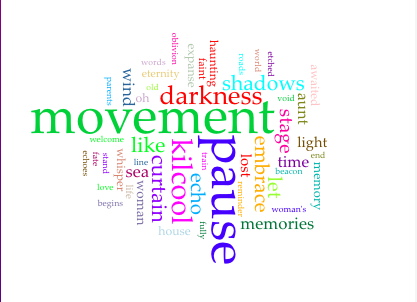 oblivion
words
haunting
expanse
faint
roads
world
etched
parents
wind
eternity
old
oh
shadows
darkness
void
aunt
awaited
movement
welcome
like
stage
light
echoes
fate
stand
whisper
line
curtain
kilcool
pause
train
lost
embrace
time
end
sea
life
woman
echo
reminder
let
beacon
memory
love
begins
woman's
house
fully
memories